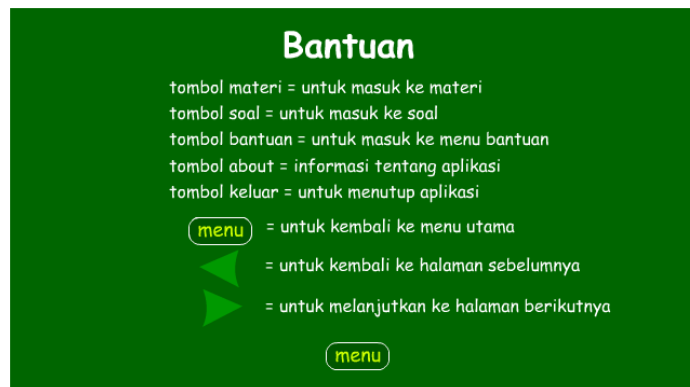 Bantuan
tombol materi = untuk masuk ke materi
tombol soal = untuk masuk ke soal
tombol bantuan = untuk masuk ke menu bantuan
tombol about = informasi tentang aplikasi
tombol keluar = untuk menutup aplikasi
menu = untuk kembali ke menu utama
= untuk kembali ke halaman sebelumnya
= untuk melanjutkan ke halaman berikutnya
menu